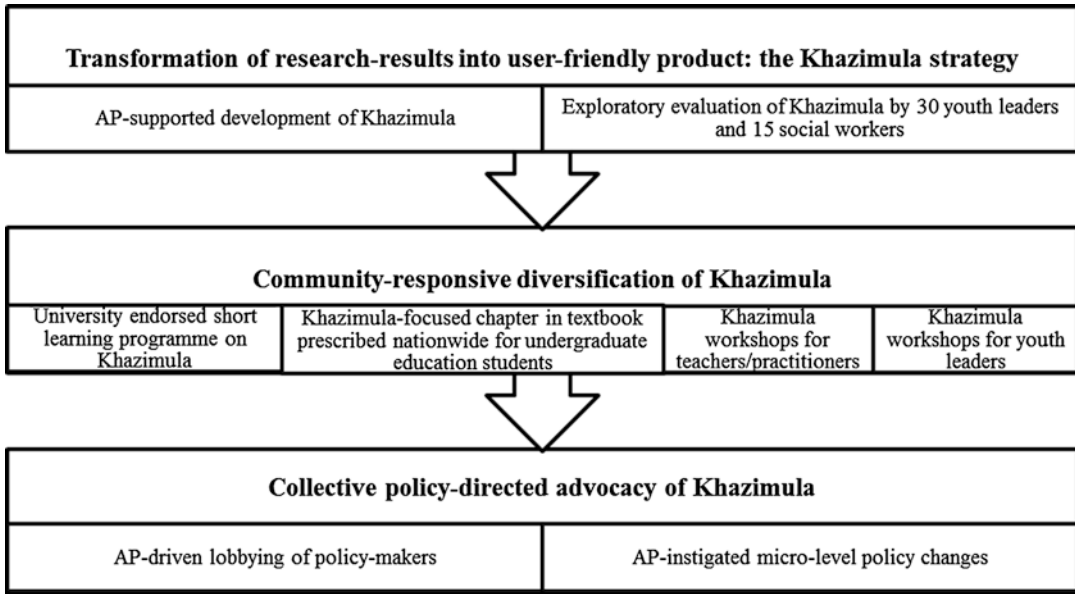 Transformation of research-results into user-friendly product: the Khazimula strategy
AP-supported development of Khazimula
Exploratory evaluation of Khazimula by 30 youth leaders
and 15 social workers
Community-responsive diversification of Khazimula
University endorsed short
learning programme on
Khazimula
Khazimula-focused chapter in textbook
prescribed nationwide for undergraduate
education students
Khazimula
workshops for
teachers/practitioners
Khazimula
workshops for youth
leaders
Collective policy-directed advocacy of Khazimula
AP-driven lobbying of policy-makers
AP-instigated micro-level policy changes